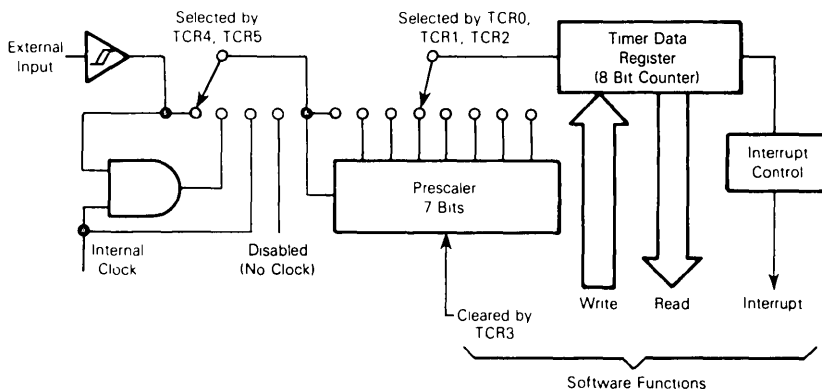 External
Input
Selected by
TCR4, TCR5
Selected by TCR0,
TCR1, TCR2
Timer Data
Register
(8 Bit Counter)
Interrupt
Control
Prescaler
7 Bits
Internal
Clock
Disabled
(No Clock)
Cleared by
TCR3
Write
Read
Interrupt
Software Functions